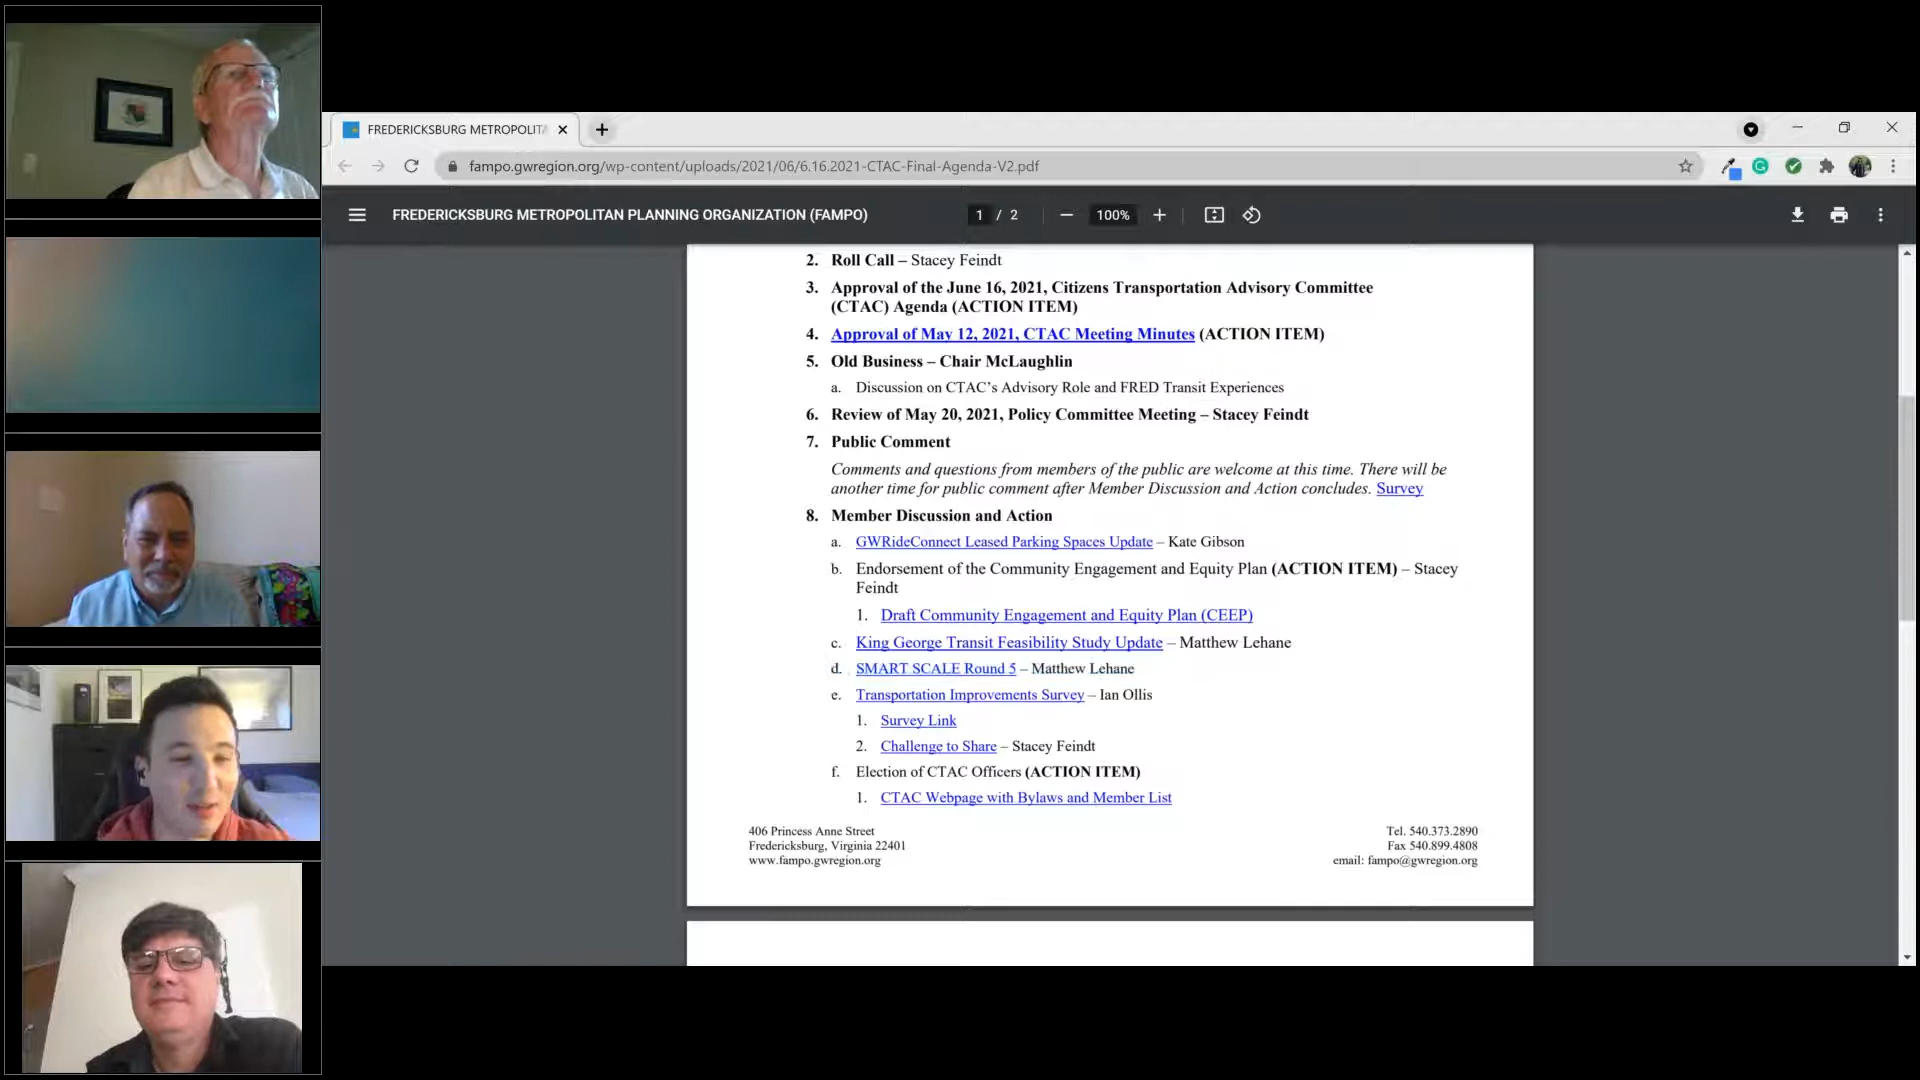 FREDERICKSBURG METROPOLITA
fampo.gwregion.org/wp-content/uploads/2021/06/6.16.2021-CTAC-Final-Agenda-V2.pdf
FREDERICKSBURG METROPOLITAN PLANNING ORGANIZATION (FAMPO)
1 / 2
100%
2. Roll Call – Stacey Feindt
3. Approval of the June 16, 2021, Citizens Transportation Advisory Committee
(CTAC) Agenda (ACTION ITEM)
4. Approval of May 12, 2021, CTAC Meeting Minutes (ACTION ITEM)
5. Old Business – Chair McLaughlin
a. Discussion on CTAC’s Advisory Role and FRED Transit Experiences
6. Review of May 20, 2021, Policy Committee Meeting – Stacey Feindt
7. Public Comment
Comments and questions from members of the public are welcome at this time. There will be
another time for public comment after Member Discussion and Action concludes. Survey
8. Member Discussion and Action
a. GWRideConnect Leased Parking Spaces Update – Kate Gibson
b. Endorsement of the Community Engagement and Equity Plan (ACTION ITEM) – Stacey
Feindt
1. Draft Community Engagement and Equity Plan (CEEP)
c. King George Transit Feasibility Study Update – Matthew Lehane
d. SMART SCALE Round 5 – Matthew Lehane
e. Transportation Improvements Survey – Ian Ollis
1. Survey Link
2. Challenge to Share – Stacey Feindt
f. Election of CTAC Officers (ACTION ITEM)
1. CTAC Webpage with Bylaws and Member List
406 Princess Anne Street
Fredericksburg, Virginia 22401
www.fampo.gwregion.org
Tel. 540.373.2890
Fax 540.899.4808
email: fampo@gwregion.org